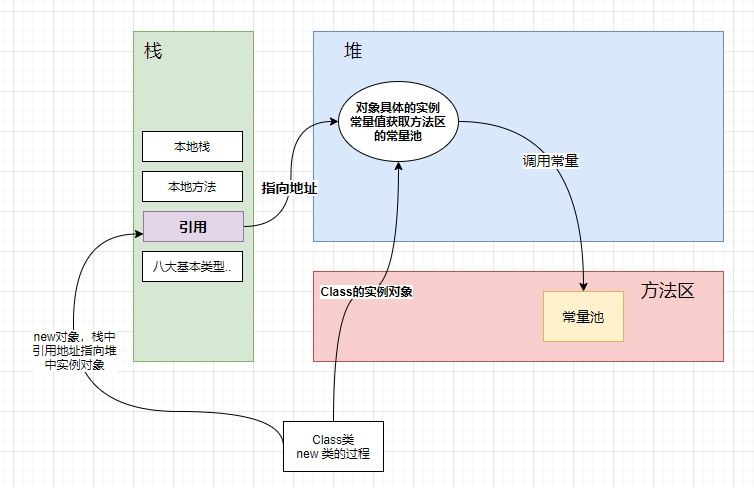 栈
本地栈
本地方法
引用
八大基本类型..
堆
对象具体的实例
常量值获取方法区
的常量池
指向地址
调用常量
Class的实例对象
方法区
常量池
new对象，栈中
引用地址指向堆
中实例对象
Class类
new 类的过程